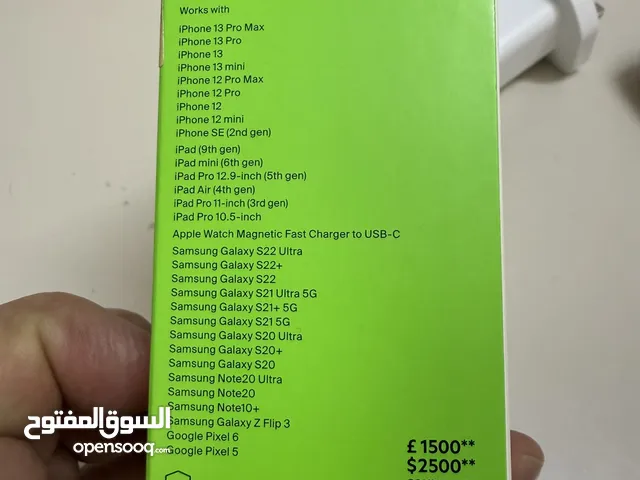 Works with
iPhone 13 Pro Max
iPhone 13 Pro
iPhone 13
iPhone 13 mini
iPhone 12 Pro Max
iPhone 12 Pro
iPhone 12
iPhone 12 mini
iPhone SE (2nd gen)
iPad (9th gen)
iPad mini (6th gen)
iPad Pro 12.9-inch (5th gen)
iPad Air (4th gen)
iPad Pro 11-inch (3rd gen)
iPad Pro 10.5-inch
Apple Watch Magnetic Fast Charger to USB-C
Samsung Galaxy S22 Ultra
Samsung Galaxy S22+
Samsung Galaxy S22
Samsung Galaxy S21 Ultra 5G
Samsung Galaxy S21+ 5G
Samsung Galaxy S21 5G
Samsung Galaxy S20 Ultra
Samsung Galaxy S20+
Samsung Galaxy S20
Samsung Note20 Ultra
Samsung Note20
Samsung Note10+
Samsung Galaxy Z Flip 3
Google Pixel 6
Google Pixel 5
£1500**
$2500**
السوق المفتوح
opensooq.com